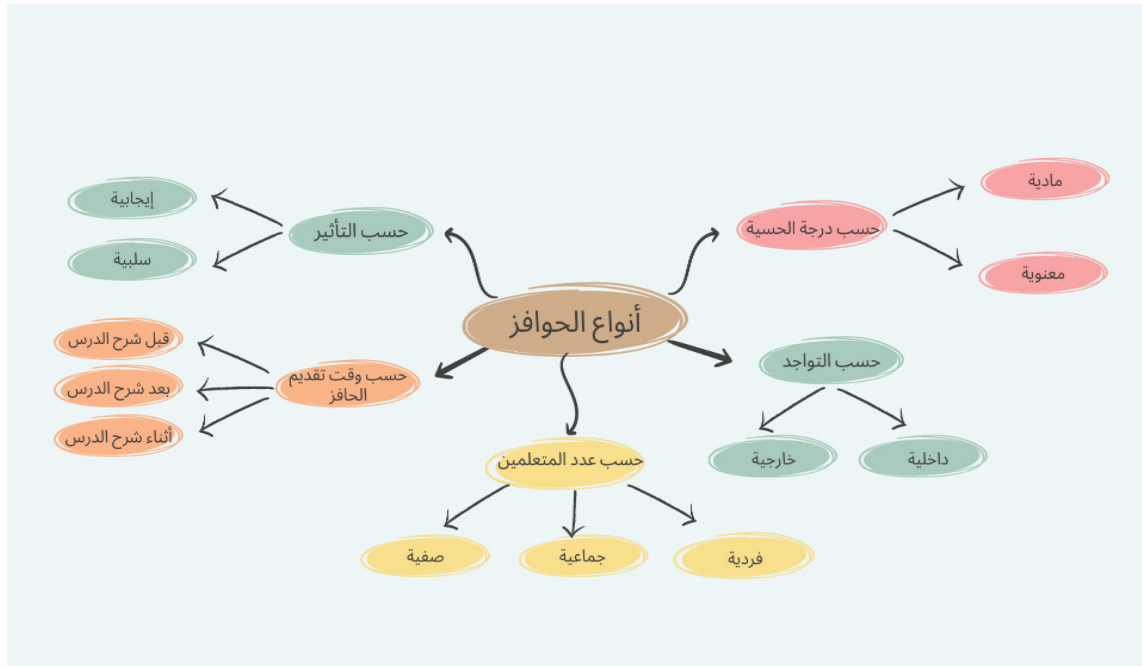 أنواع الحوافز
حسب درجة الحسية
مادية
معنوية
حسب التواجد
داخلية
خارجية
حسب عدد المتعلمين
فردية
جماعية
صفية
حسب وقت تقديم
الحافز
قبل شرح الدرس
بعد شرح الدرس
أثناء شرح الدرس
حسب التأثير
إيجابية
سلبية